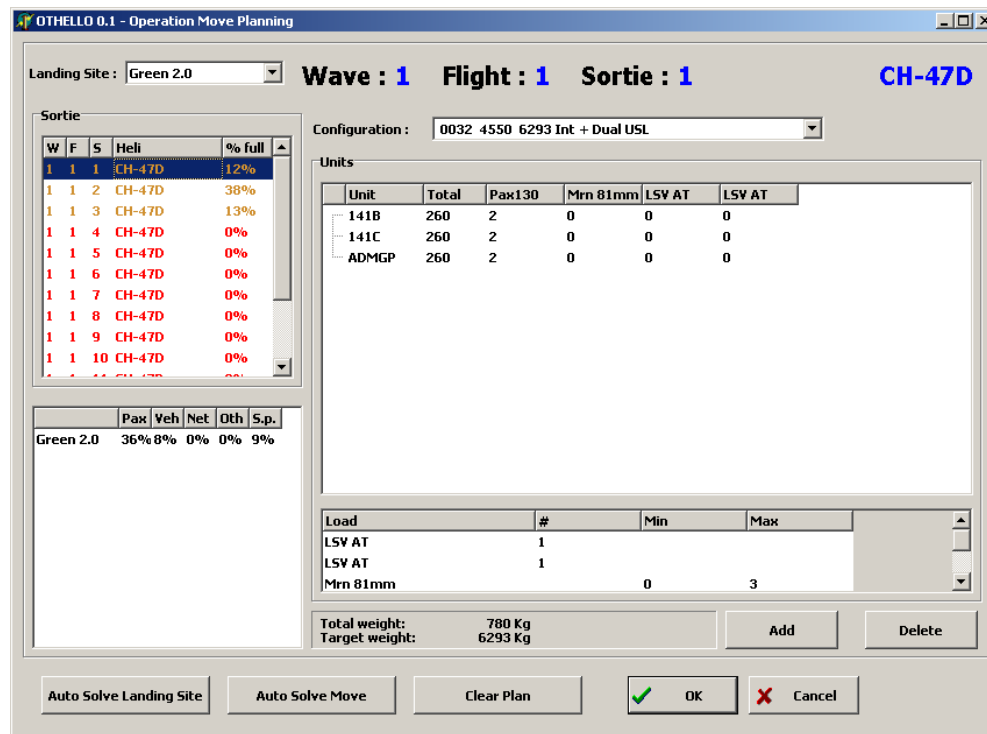 OTHELLO 0.1 - Operation Move Planning
Landing Site : Green 2.0
Wave : 1 Flight : 1 Sortie : 1 CH-47D
Sortie
W F S Heli % full
1 1 1 CH-47D 12%
1 1 2 CH-47D 38%
1 1 3 CH-47D 13%
1 1 4 CH-47D 0%
1 1 5 CH-47D 0%
1 1 6 CH-47D 0%
1 1 7 CH-47D 0%
1 1 8 CH-47D 0%
1 1 9 CH-47D 0%
1 1 10 CH-47D 0%
Pax Veh Net Oth S.p.
Green 2.0 36% 8% 0% 0% 9%
Configuration : 0032 4550 6293 Int + Dual USL
Units
Unit Total Pax130 Mrn 81mm LSV AT LSV AT
141B 260 2 0 0 0
141C 260 2 0 0 0
ADMGP 260 2 0 0 0
Load # Min Max
LSV AT 1
LSV AT 1
Mrn 81mm 0 3
Total weight: 780 Kg
Target weight: 6293 Kg
Add Delete
Auto Solve Landing Site Auto Solve Move Clear Plan OK Cancel